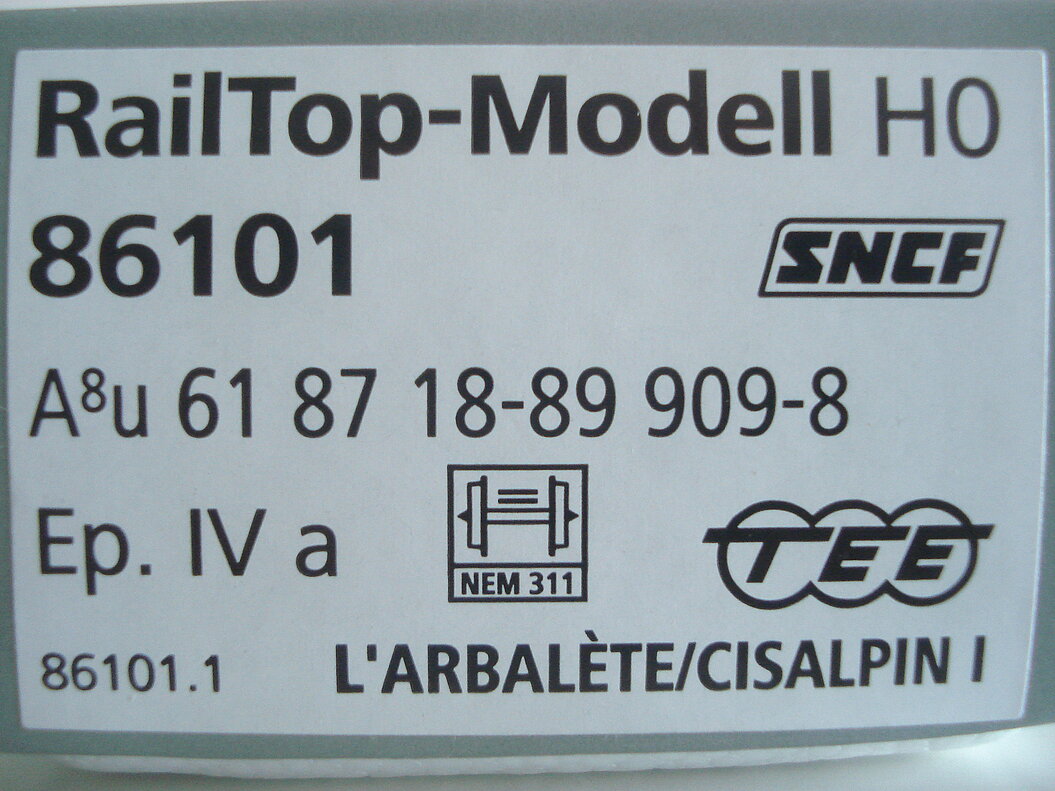 RailTop-Modell H0
86101
SNCF
A⁸u 61 87 18-89 909-8
Ep. IV a
NEM 311
TEE
86101.1
L'ARBALÈTE/CISALPIN I